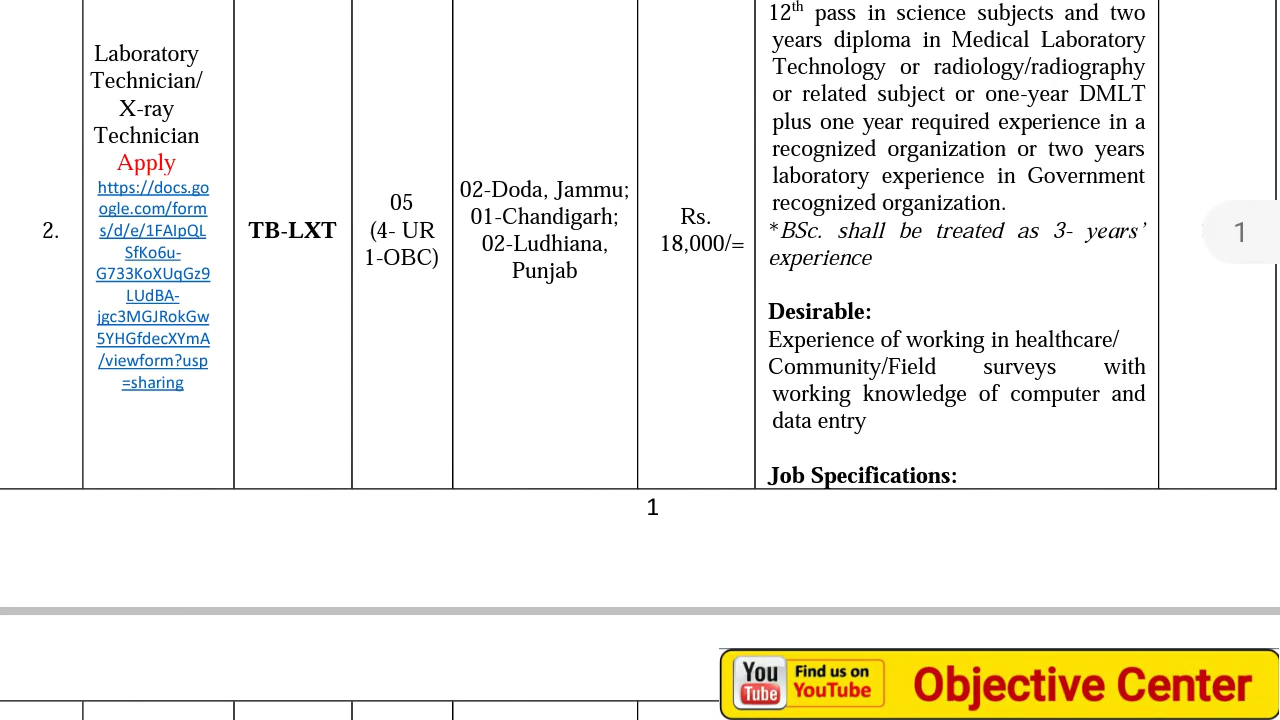 2.
Laboratory
Technician/
X-ray
Technician
Apply
https://docs.go
ogle.com/form
s/d/e/1FAIpQL
SfKo6u-
G733KoXUqGz9
LUdBA-
jgc3MGJRokGw
5YHGfdecXYmA
/viewform?usp
=sharing
TB-LXT
05
(4- UR
1-OBC)
02-Doda, Jammu;
01-Chandigarh;
02-Ludhiana,
Punjab
Rs.
18,000/=
12th pass in science subjects and two
years diploma in Medical Laboratory
Technology or radiology/radiography
or related subject or one-year DMLT
plus one year required experience in a
recognized organization or two years
laboratory experience in Government
recognized organization.
*BSc. shall be treated as 3- years’
experience
Desirable:
Experience of working in healthcare/
Community/Field surveys with
working knowledge of computer and
data entry
Job Specifications:
1
1
You
Tube
Find us on
YouTube
Objective Center